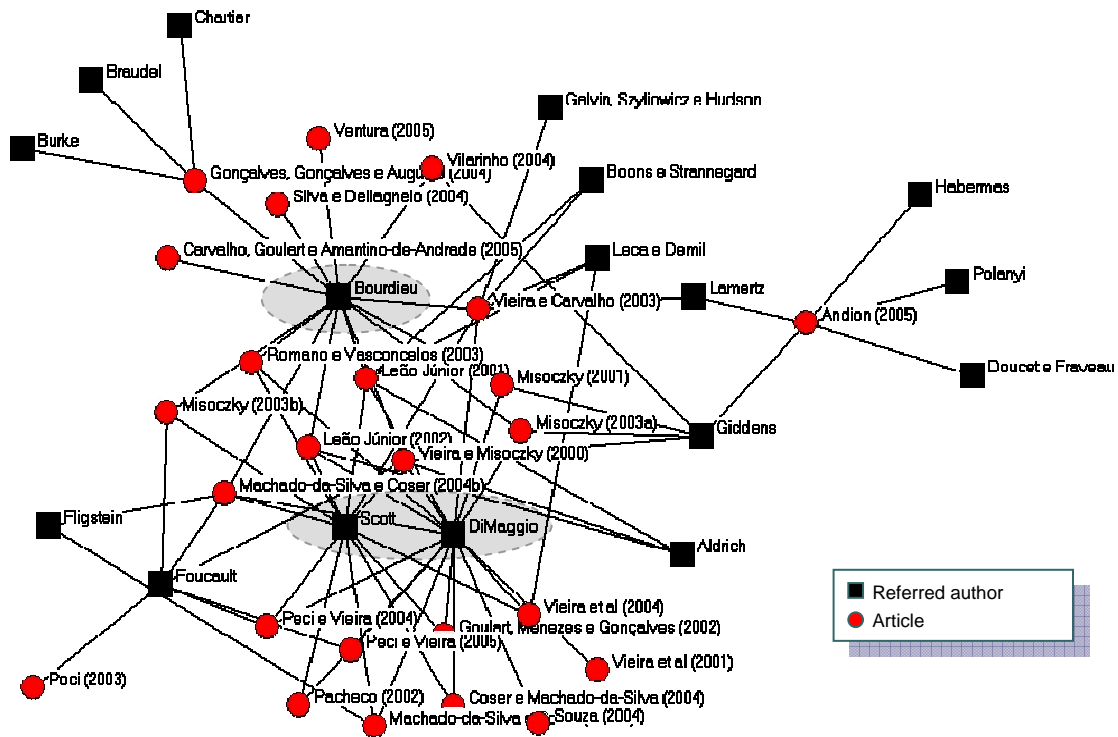 Chartier
Braudel
Burke
Galvin, Szyliowicz e Hudson
Ventura (2005)
Vilarinho (2004)
Gonçalves, Gonçalves e Augusto (2004)
Boons e Strannegard
Habermas
Silva e Dellagnelo (2004)
Carvalho, Goulart e Amantino-de-Andrade (2005)
Leca e Demil
Polanyi
Bourdieu
Lamertz
Vieira e Carvalho (2003)
Andion (2005)
Romano e Vasconcelos (2003)
Leão Júnior (2001)
Misoczky (2001)
Doucet e Fraveau
Misoczky (2003b)
Misoczky (2003a)
Giddens
Leão Júnior (2002)
Vieira e Misoczky (2000)
Machado-da-Silva e Coser (2004b)
Fligstein
Scott
DiMaggio
Aldrich
Foucault
Referred author
Article
Vieira et al (2004)
Peci e Vieira (2004)
Goulart, Menezes e Gonçalves (2002)
Peci e Vieira (2005)
Vieira et al (2001)
Peci (2003)
Pacheco (2002)
Coser e Machado-da-Silva (2004)
Machado-da-Silva e
Souza (2004)